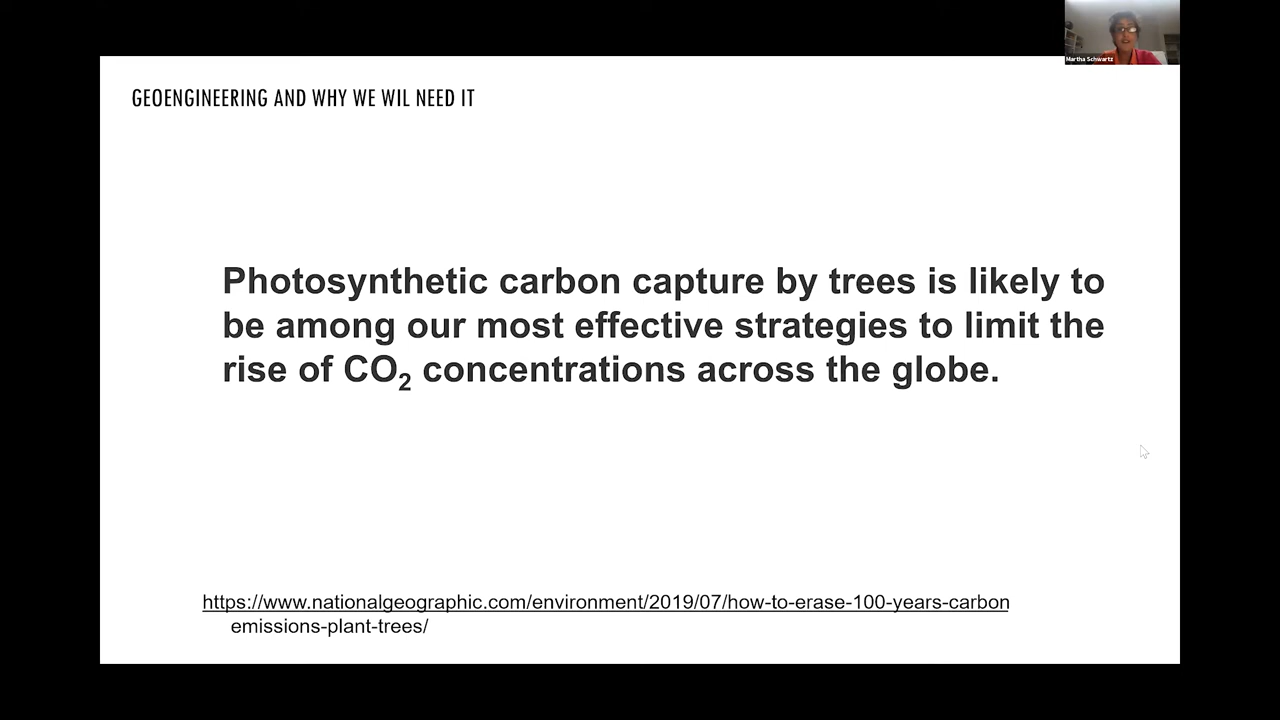 Martha Schwartz
GEOENGINEERING AND WHY WE WIL NEED IT
Photosynthetic carbon capture by trees is likely to
be among our most effective strategies to limit the
rise of CO₂ concentrations across the globe.
https://www.nationalgeographic.com/environment/2019/07/how-to-erase-100-years-carbon
emissions-plant-trees/